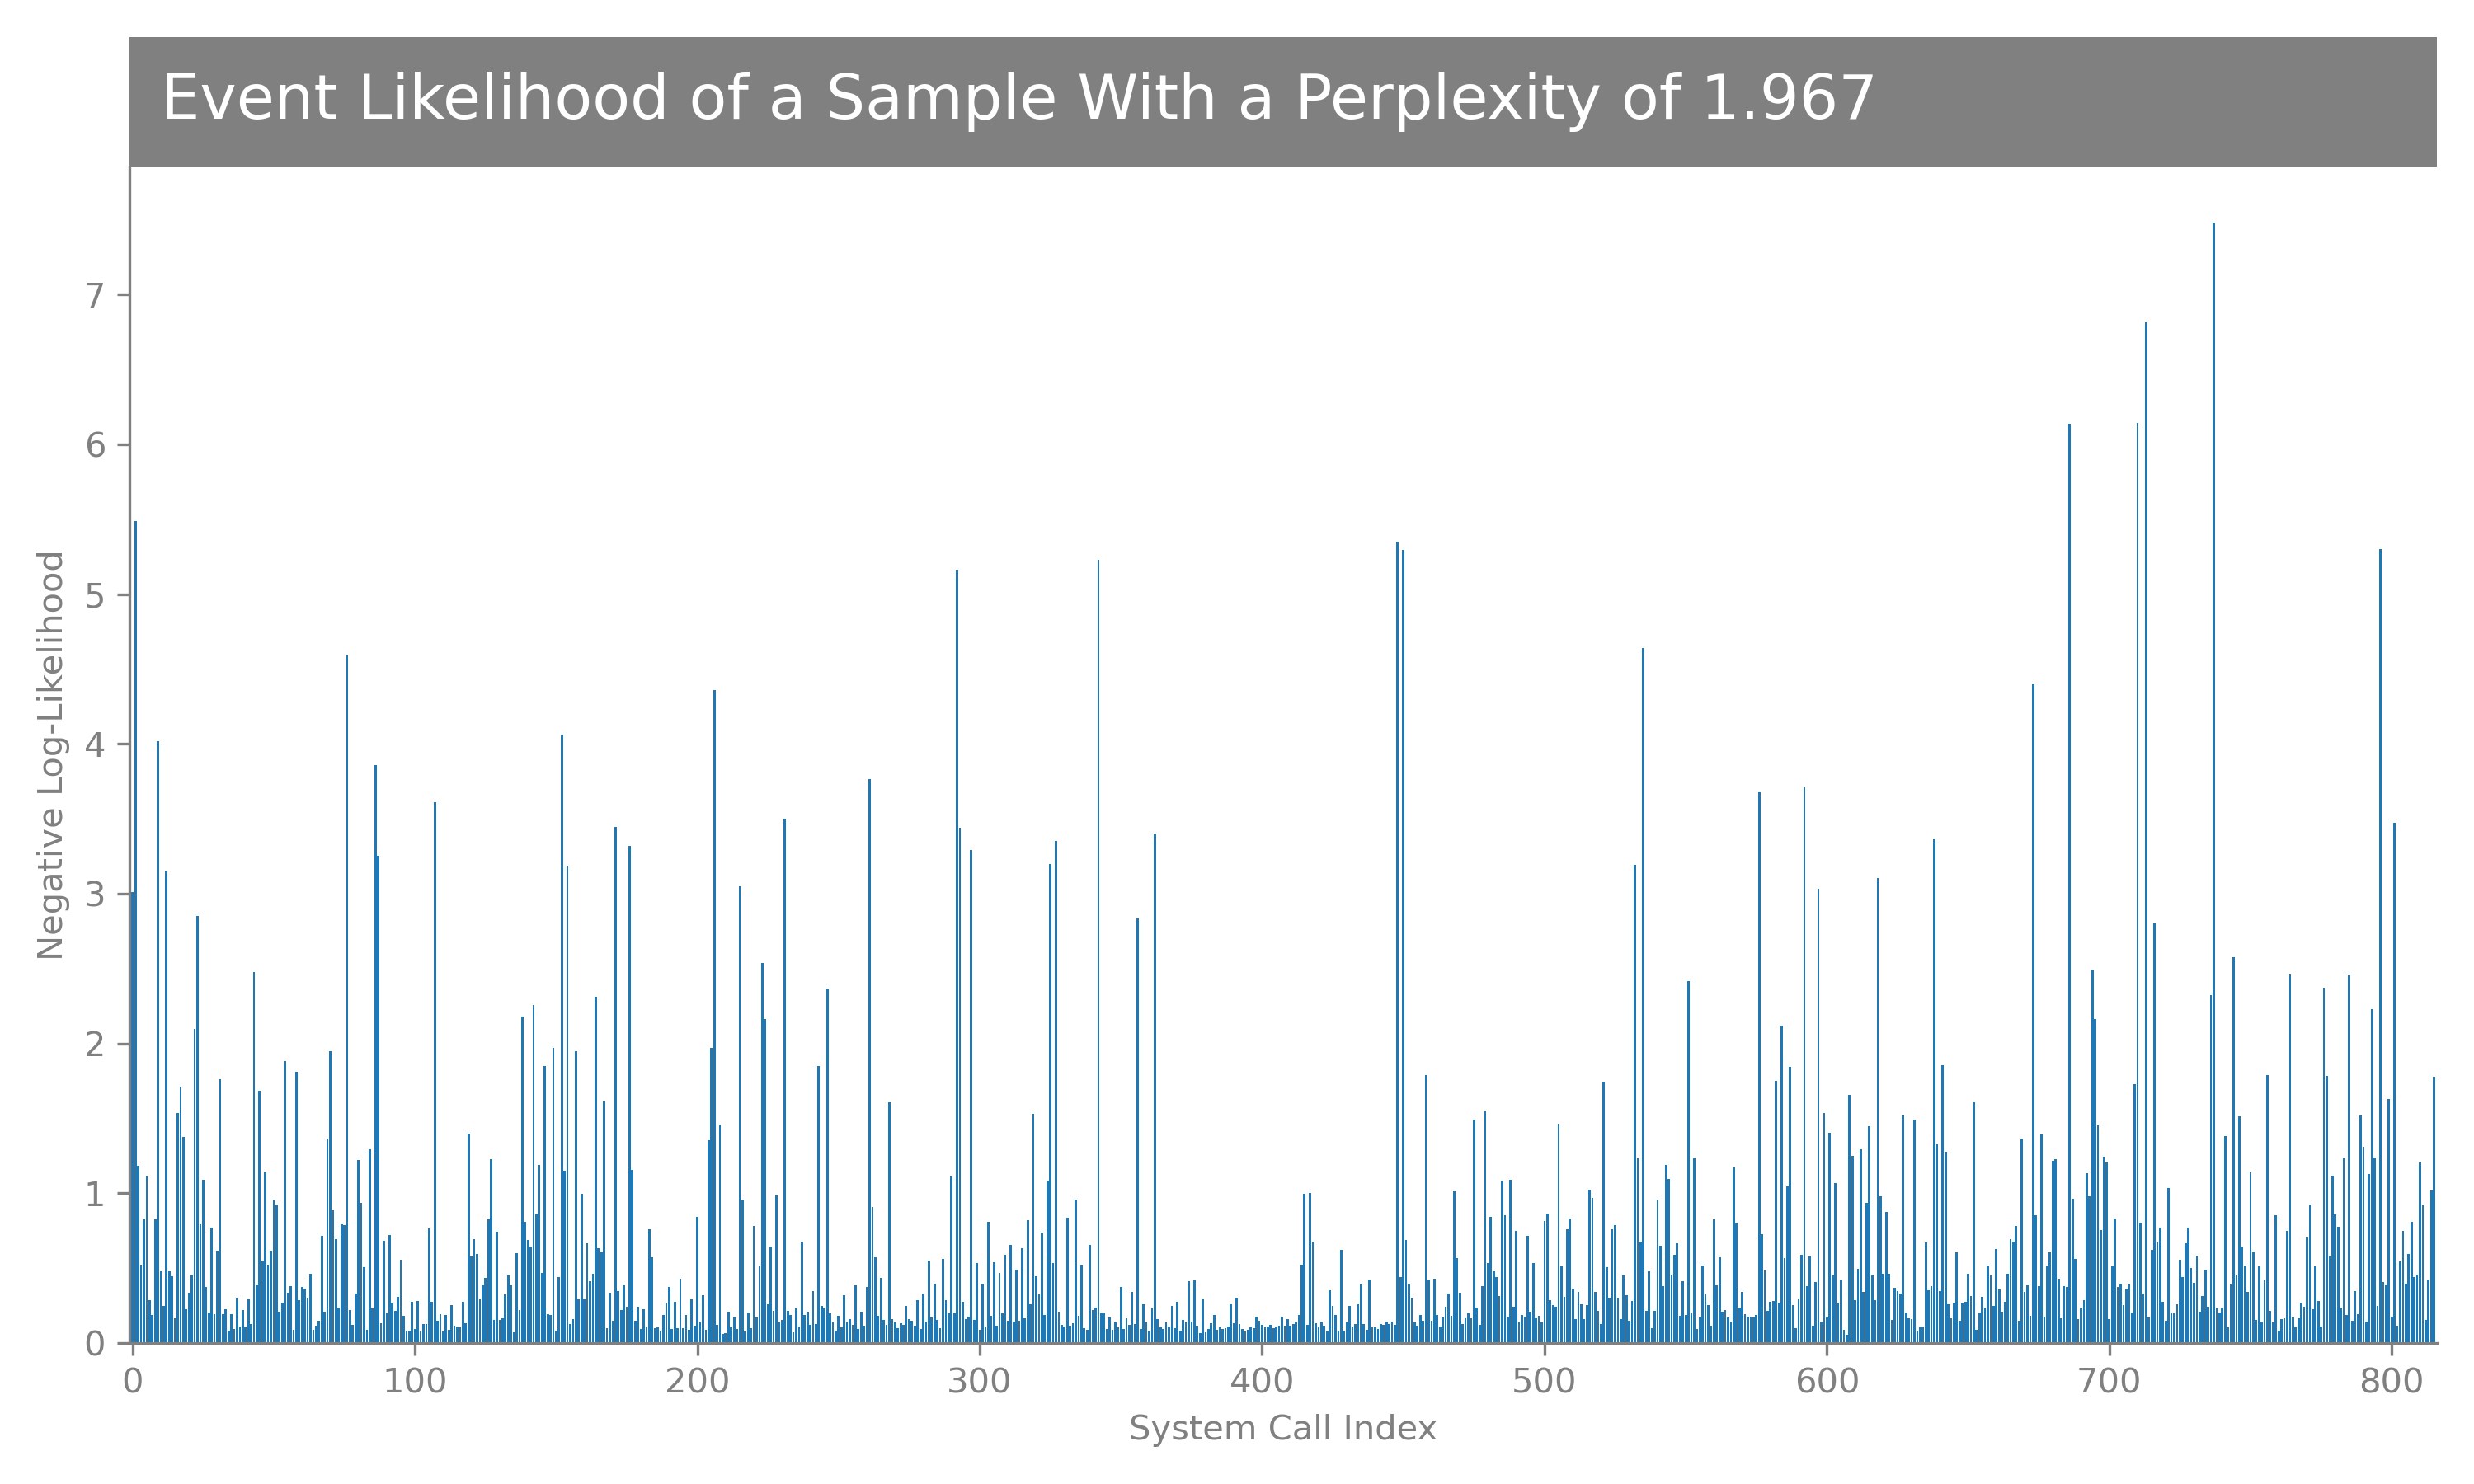 Event Likelihood of a Sample With a Perplexity of 1.967
7
6
5
4
3
2
1
0
Negative Log-Likelihood
0 100 200 300 400 500 600 700 800
System Call Index